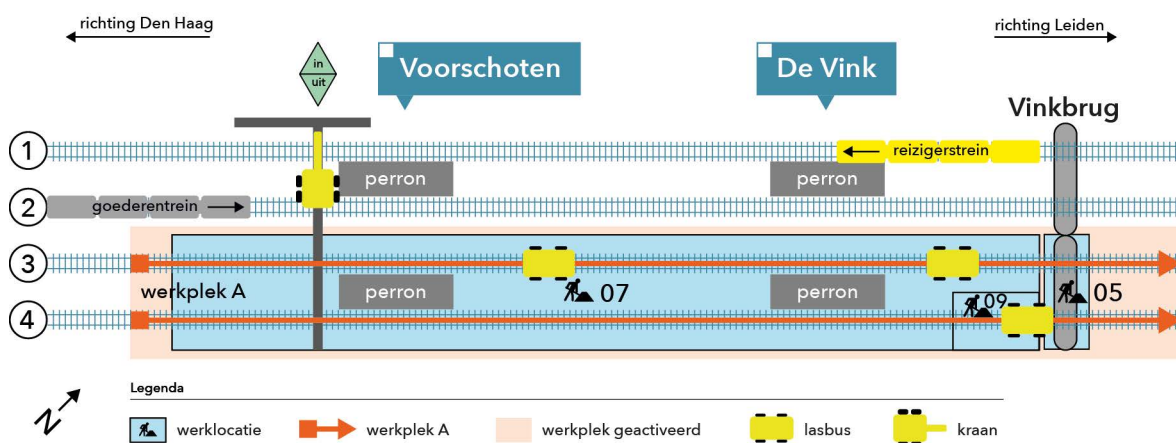 richting Den Haag
richting Leiden
in
uit
Voorschoten
De Vink
Vinkbrug
1
reizigerstrein
perron
perron
2
goederentrein
3
werkplek A
perron
07
perron
09
05
4
N
Legenda
werklocatie
werkplek A
werkplek geactiveerd
lasbus
kraan